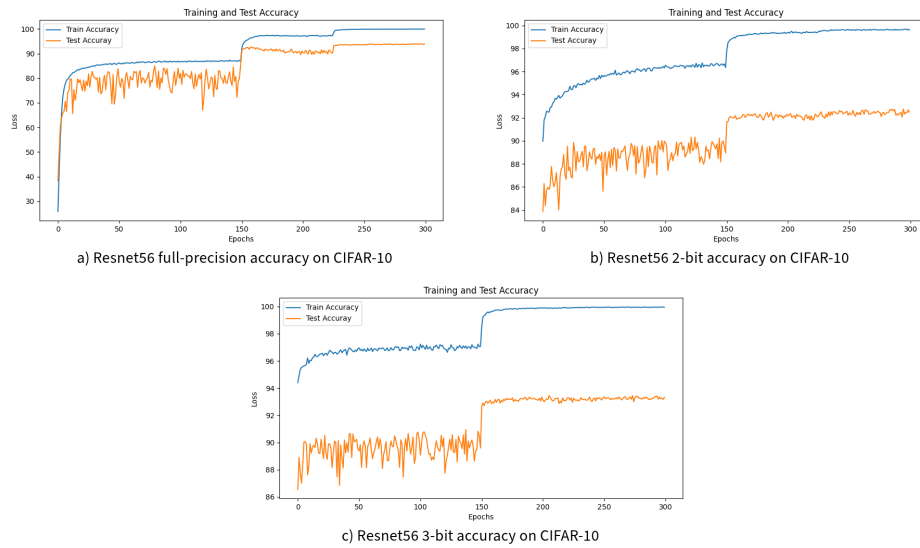 Training and Test Accuracy
Train Accuracy
Test Accuray
Loss
100
90
80
70
60
50
40
30
0
50
100
150
200
250
300
Epochs
a) Resnet56 full-precision accuracy on CIFAR-10
Training and Test Accuracy
Train Accuracy
Test Accuray
Loss
100
98
96
94
92
90
88
86
84
0
50
100
150
200
250
300
Epochs
b) Resnet56 2-bit accuracy on CIFAR-10
Training and Test Accuracy
Train Accuracy
Test Accuray
Loss
100
98
96
94
92
90
88
86
0
50
100
150
200
250
300
Epochs
c) Resnet56 3-bit accuracy on CIFAR-10